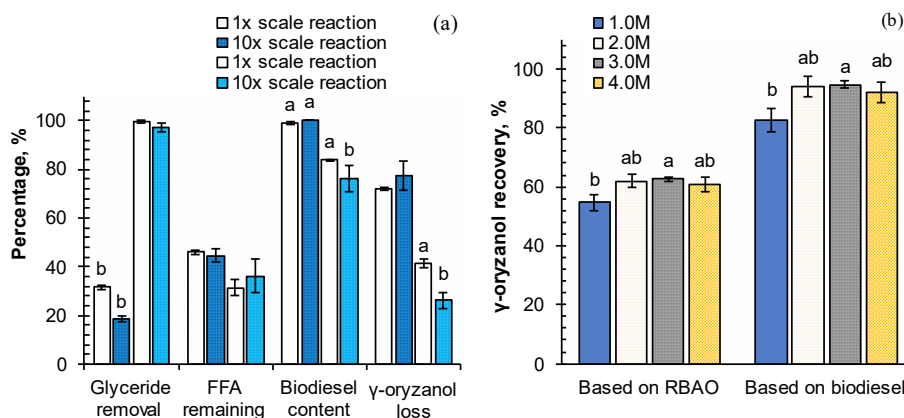 (a)
1x scale reaction
10x scale reaction
1x scale reaction
10x scale reaction
Percentage, %
100
80
60
40
20
0
b
b
a
a
a
b
a
b
Glyceride removal
FFA remaining
Biodiesel content
γ-oryzanol loss
(b)
1.0M
2.0M
3.0M
4.0M
γ-oryzanol recovery, %
100
80
60
40
20
0
b
ab
a
ab
b
ab
a
ab
Based on RBAO
Based on biodiesel